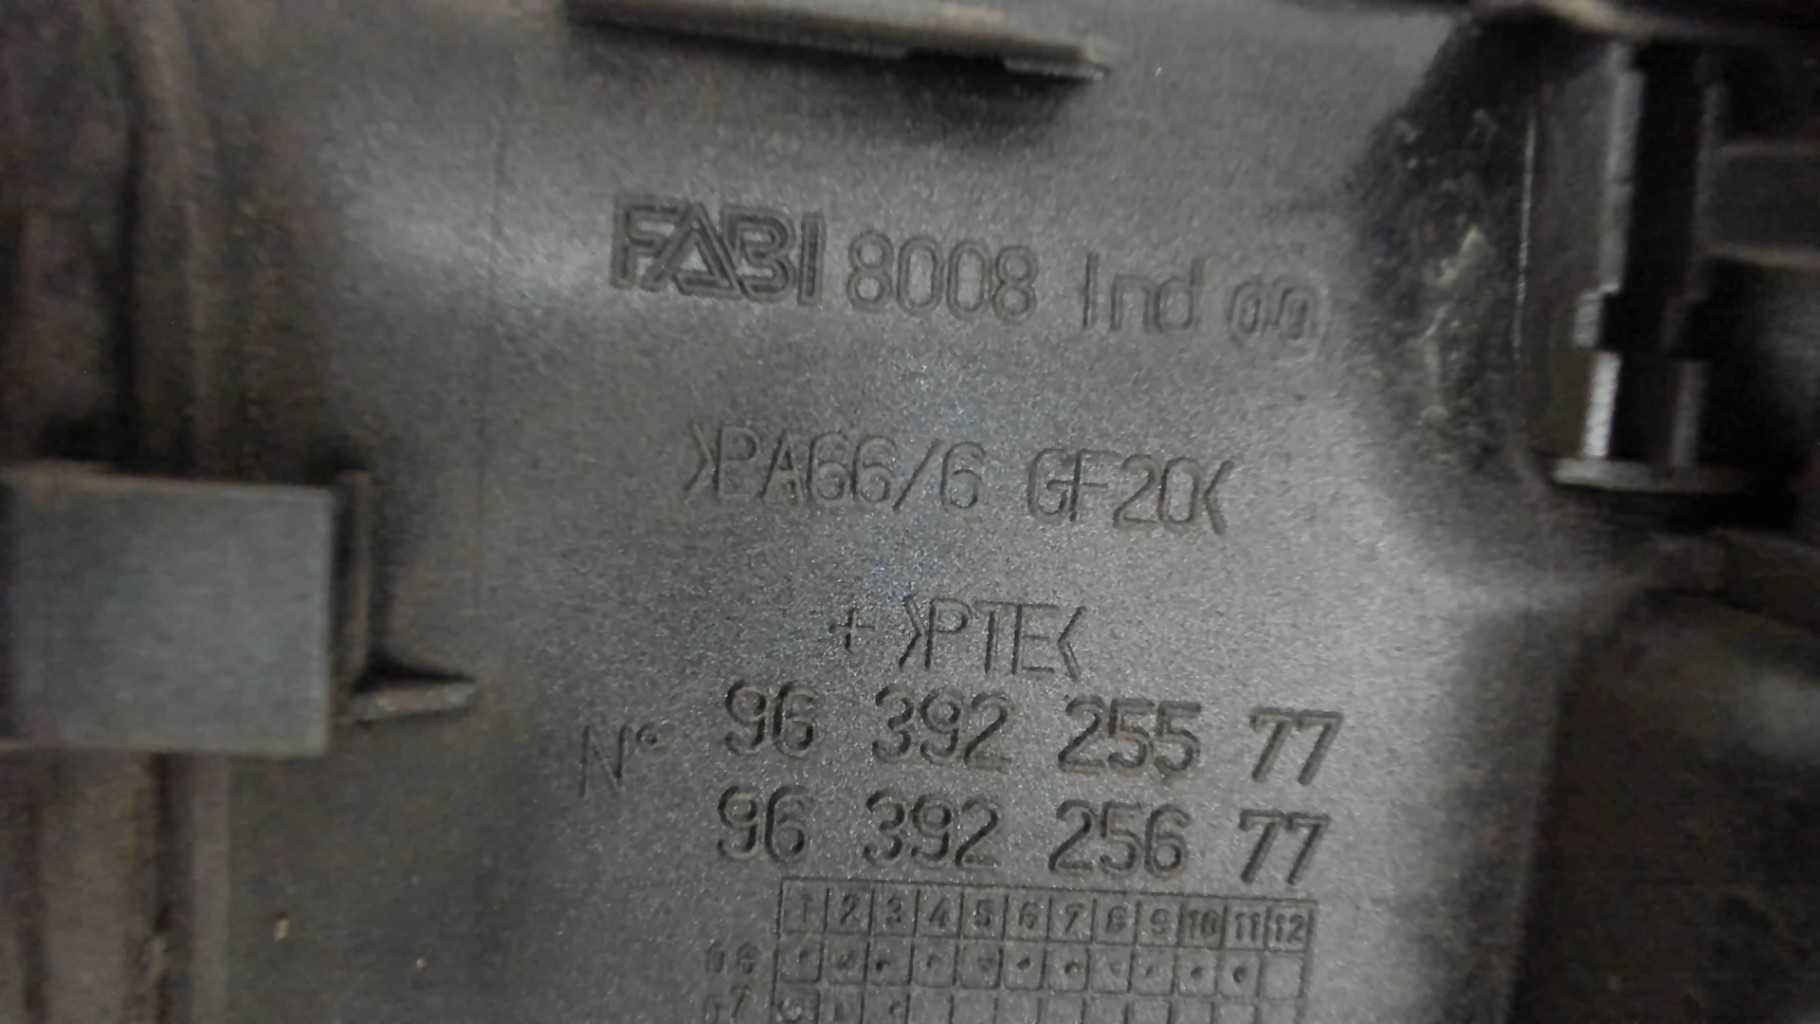 FABI 8008 Ind 00
>PA66/6 GF20<
+ >PTE<
N° 96 392 255 77
96 392 256 77
1 2 3 4 5 6 7 8 9 10 11 12